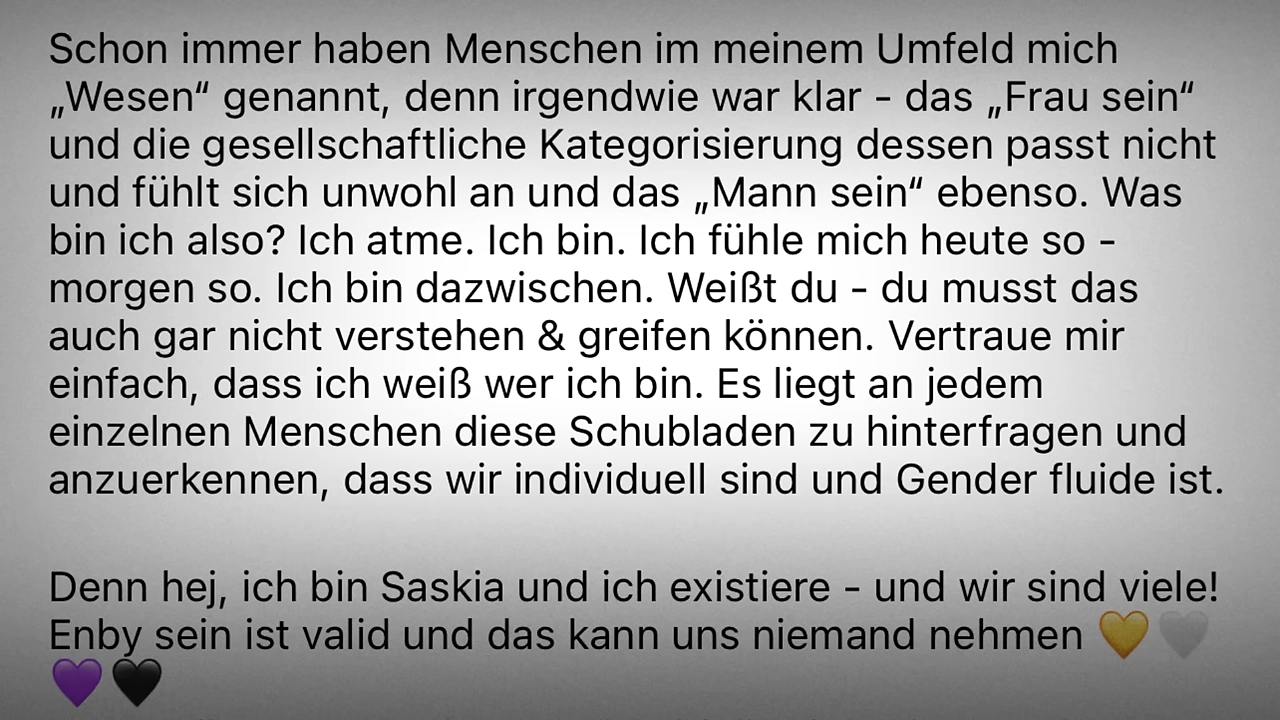 Schon immer haben Menschen im meinem Umfeld mich
„Wesen“ genannt, denn irgendwie war klar - das „Frau sein“
und die gesellschaftliche Kategorisierung dessen passt nicht
und fühlt sich unwohl an und das „Mann sein“ ebenso. Was
bin ich also? Ich atme. Ich bin. Ich fühle mich heute so -
morgen so. Ich bin dazwischen. Weißt du - du musst das
auch gar nicht verstehen & greifen können. Vertraue mir
einfach, dass ich weiß wer ich bin. Es liegt an jedem
einzelnen Menschen diese Schubladen zu hinterfragen und
anzuerkennen, dass wir individuell sind und Gender fluide ist.
Denn hej, ich bin Saskia und ich existiere - und wir sind viele!
Enby sein ist valid und das kann uns niemand nehmen 💛🤍
💜🖤